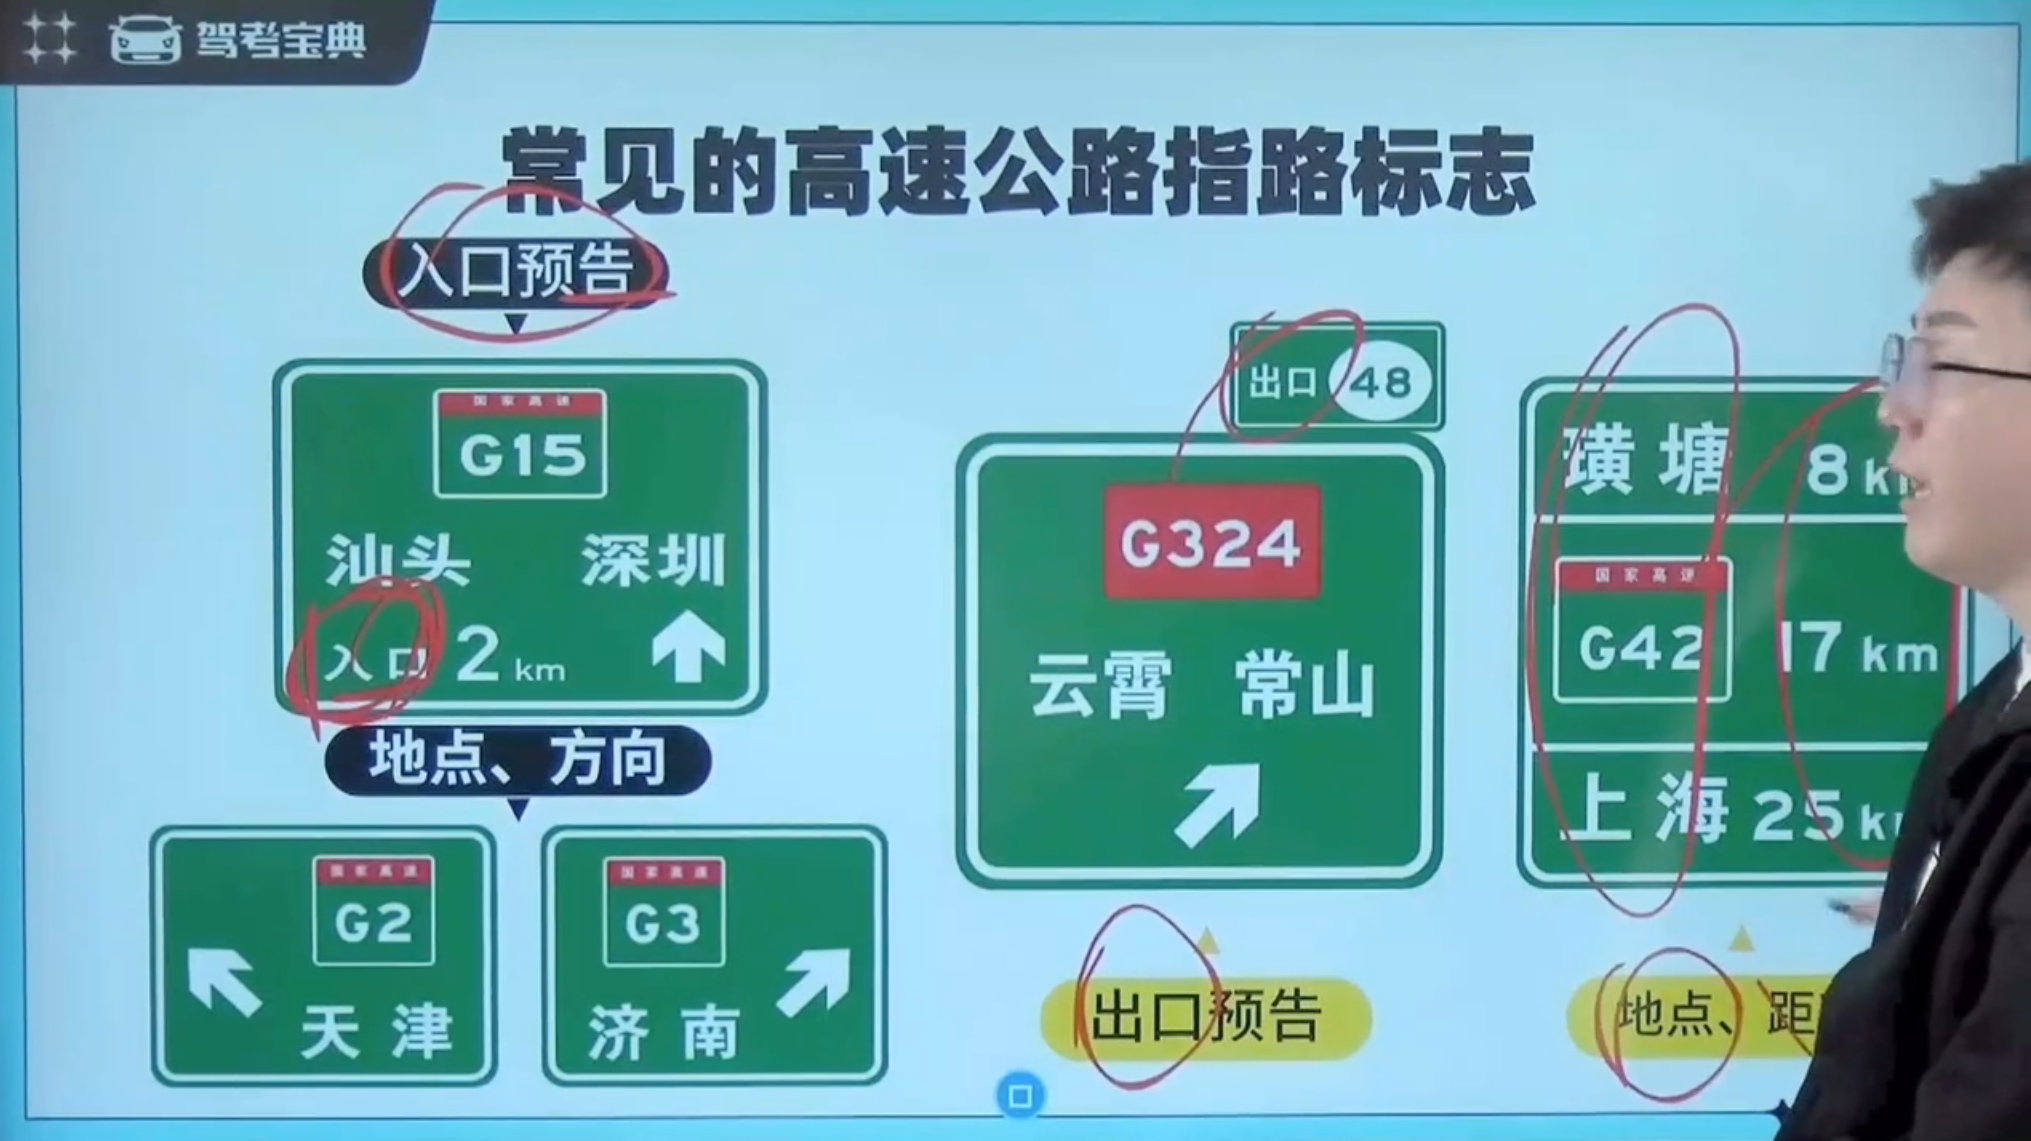 驾考宝典
常见的高速公路指路标志
入口预告
国家高速
G15
汕头 深圳
入口 2 km
地点、方向
国家高速
G2
天津
国家高速
G3
济南
出口 48
G324
云霄 常山
出口预告
璜塘 8
国家高速
G42
17 km
上海 25
地点、距